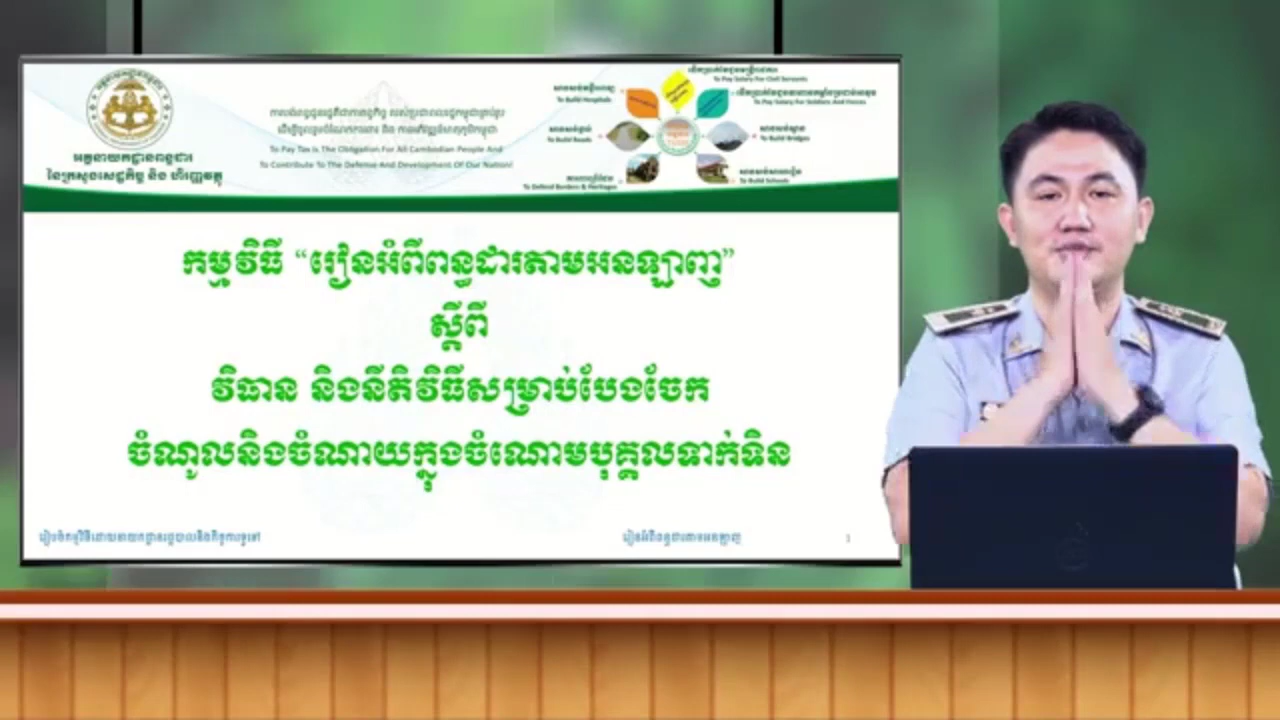 អគ្គនាយកដ្ឋានពន្ធដារ
នៃក្រសួងសេដ្ឋកិច្ច និង ហិរញ្ញវត្ថុ
To Pay Tax Is The Obligation For All Cambodian People And
To Contribute To The Defense And Development Of Our Nation!
To Build Hospitals
To Build Roads
To Defend Borders & Heritages
To Pay Salary For Civil Servants
To Pay Salary For Soldiers And Forces
To Build Bridges
To Build Schools
កម្មវិធី “រៀនអំពីពន្ធដារតាមអនឡាញ”
ស្តីពី
វិធាន និងនីតិវិធីសម្រាប់បែងចែក
ចំណូលនិងចំណាយក្នុងចំណោមបុគ្គលទាក់ទិន
រៀនអំពីពន្ធដារតាមអនឡាញ
1